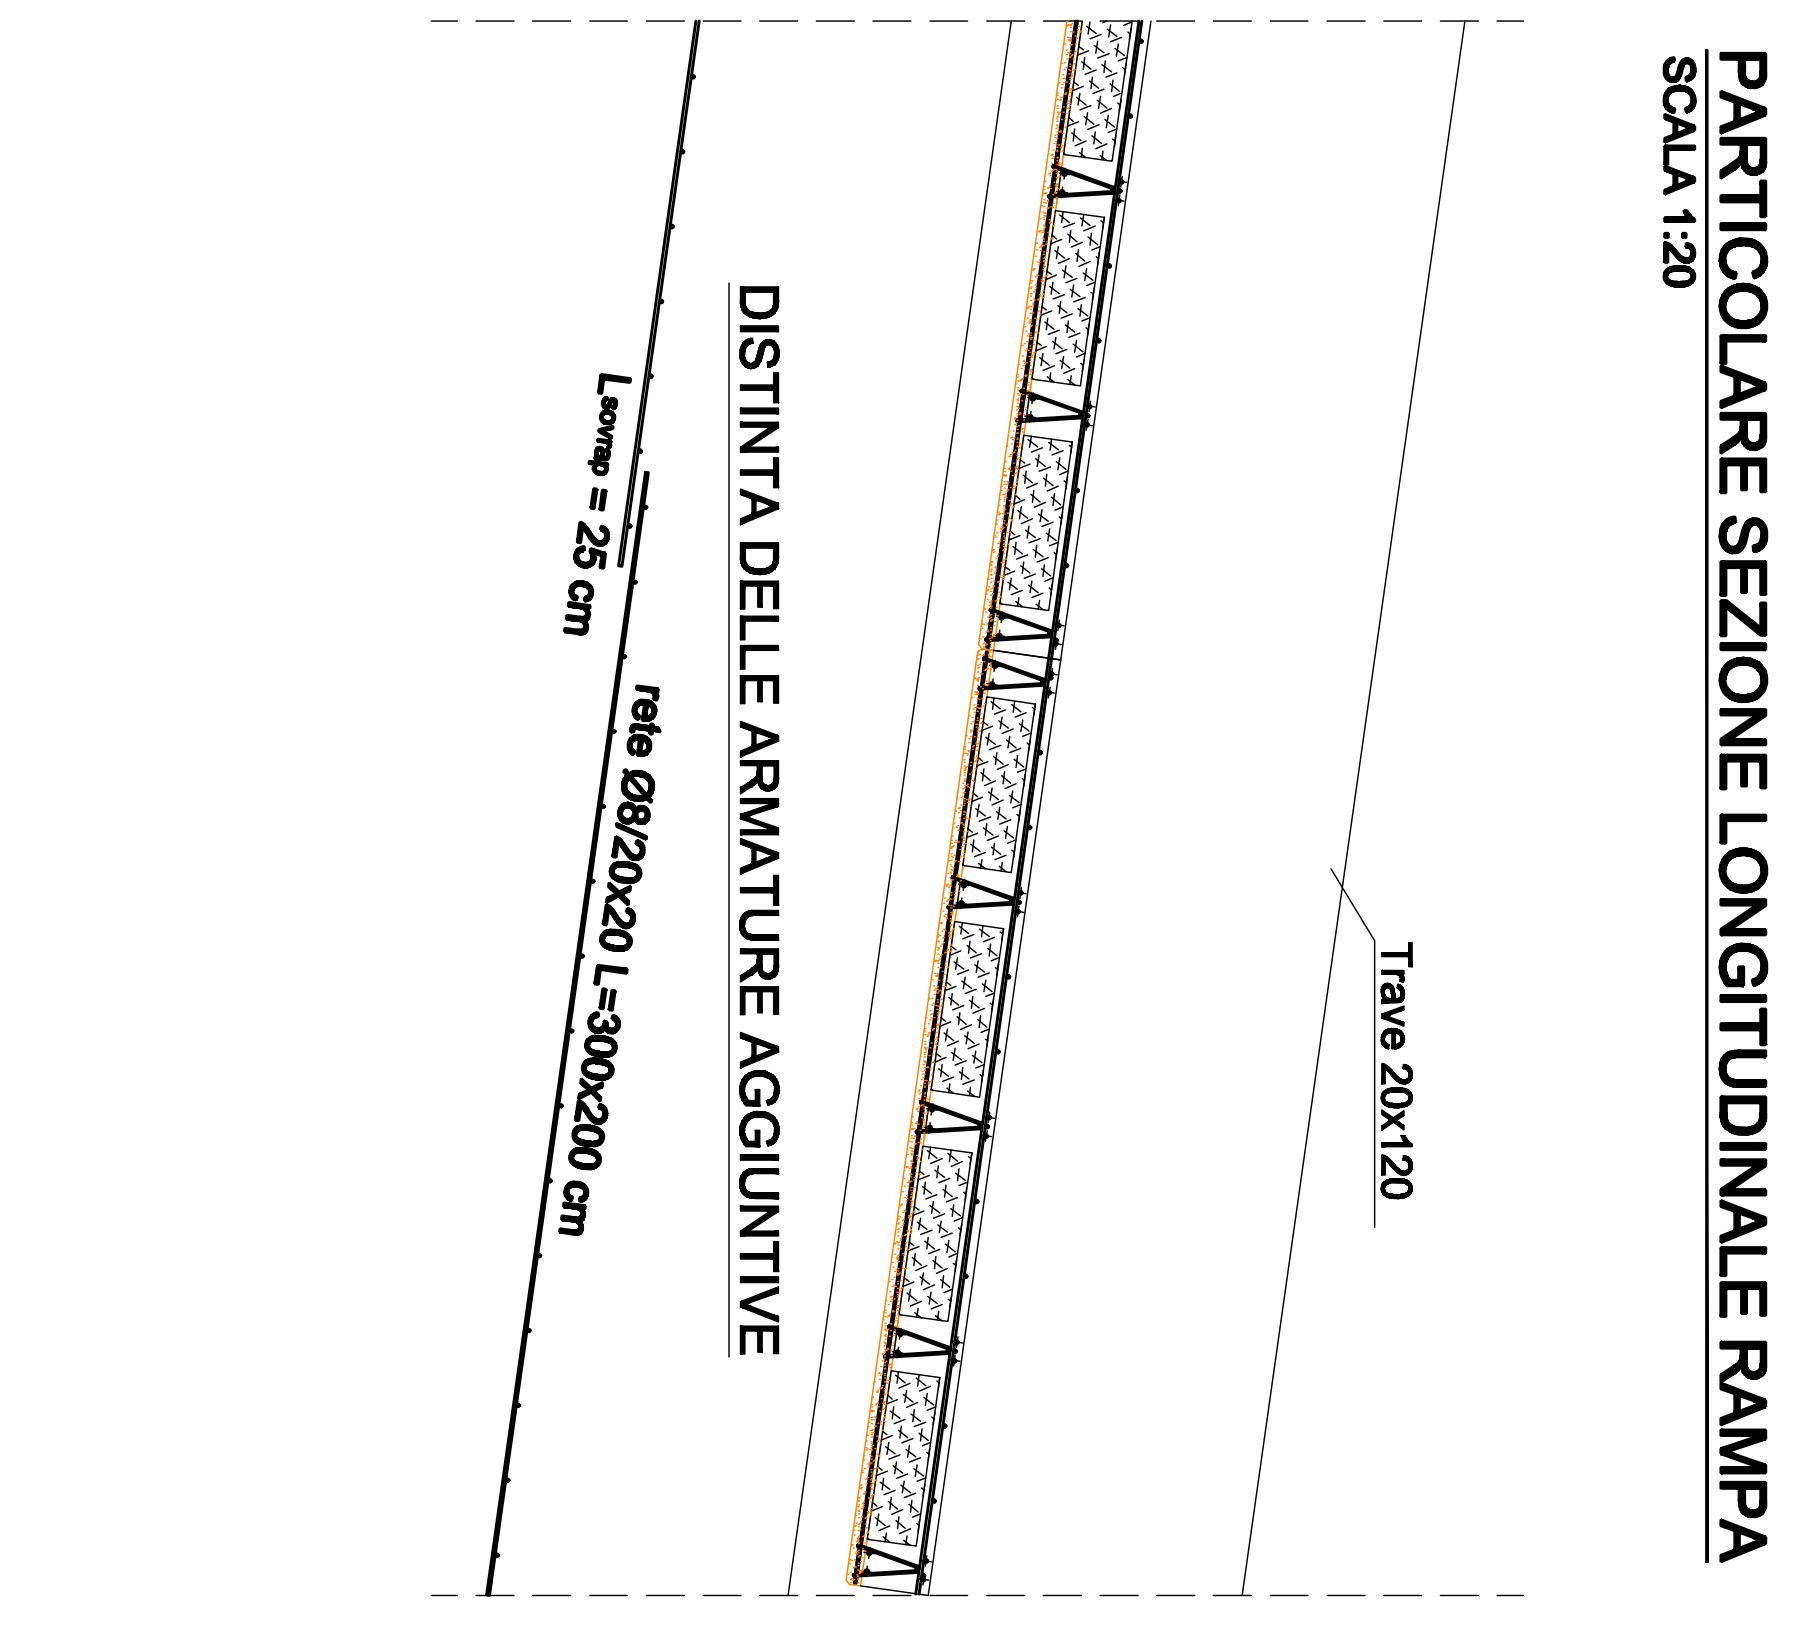 PARTICOLARE SEZIONE LONGITUDINALE RAMPA
SCALA 1:20
Trave 20x120
DISTINTA DELLE ARMATURE AGGIUNTIVE
Lsovrap = 25 cm
rete Ø8/20x20 L=300x200 cm